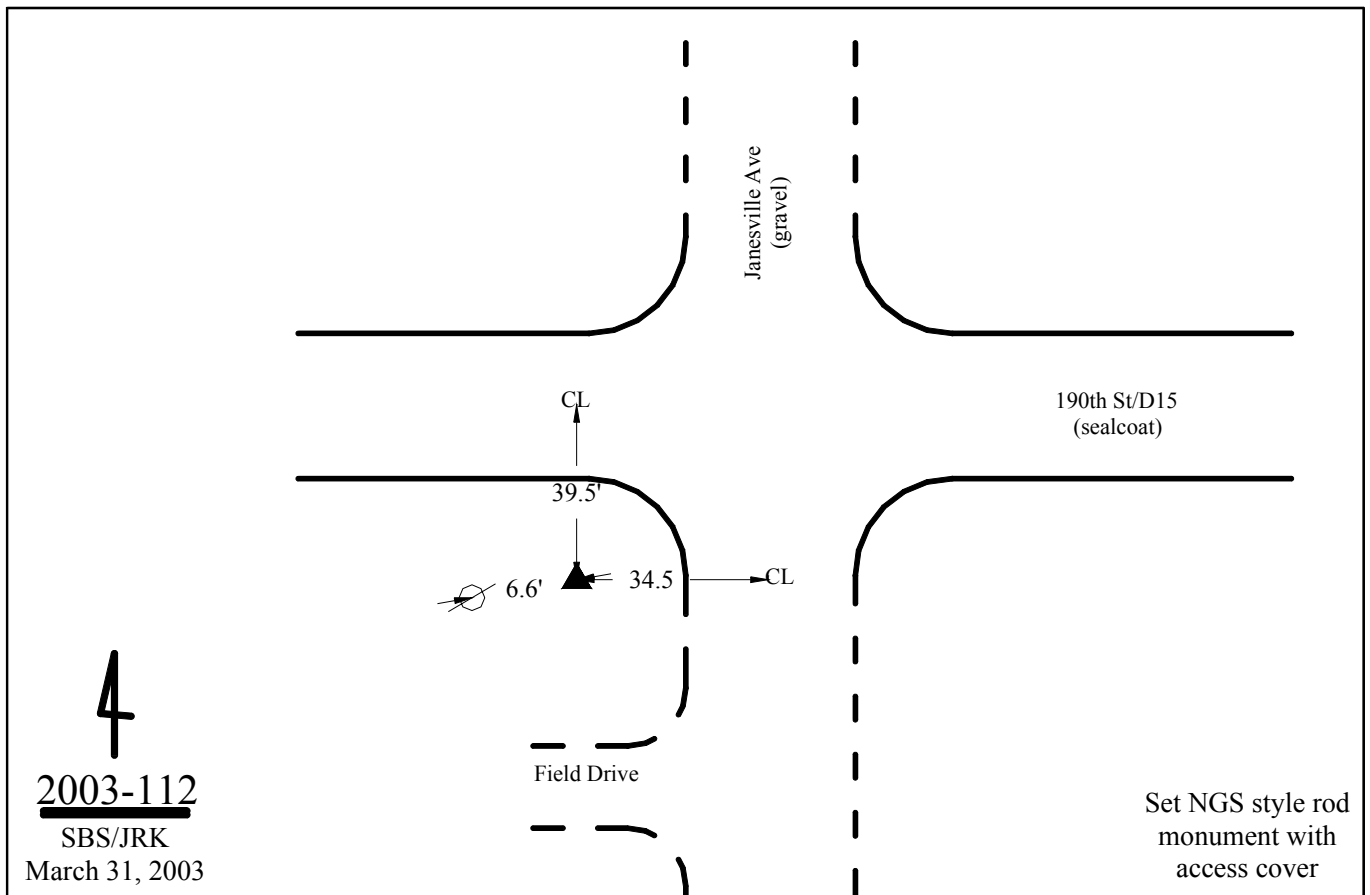 Janesville Ave
(gravel)
CL
190th St/D15
(sealcoat)
39.5'
6.6'
34.5
CL
Field Drive
2003-112
SBS/JRK
March 31, 2003
Set NGS style rod
monument with
access cover